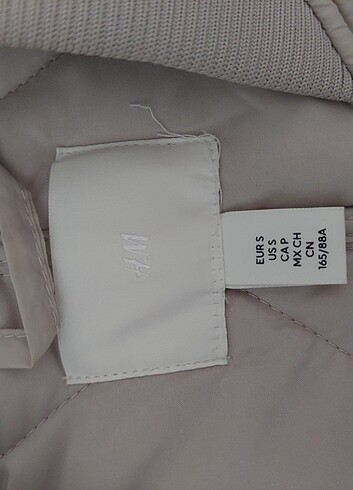 H&M
EUR S
US S
CA P
MX CH
CN
165/88A